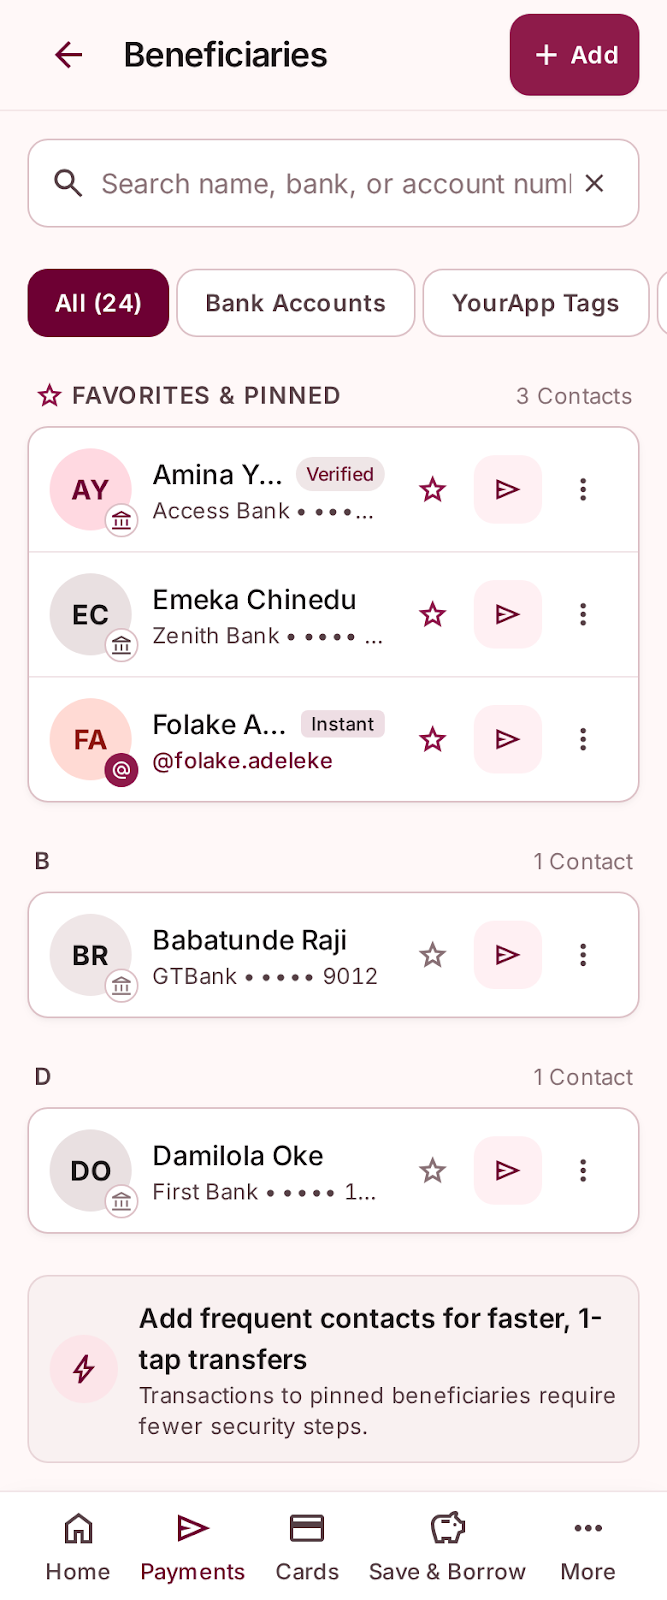 Beneficiaries
+ Add
Search name, bank, or account num
All (24)
Bank Accounts
YourApp Tags
FAVORITES & PINNED
3 Contacts
AY
Amina Y...
Verified
Access Bank • ••••...
EC
Emeka Chinedu
Zenith Bank • •••• ...
FA
Folake A...
Instant
@
@folake.adeleke
B
1 Contact
BR
Babatunde Raji
GTBank • •••• 9012
D
1 Contact
DO
Damilola Oke
First Bank • •••• 1...
Add frequent contacts for faster, 1-
tap transfers
Transactions to pinned beneficiaries require
fewer security steps.
Home
Payments
Cards
Save & Borrow
More